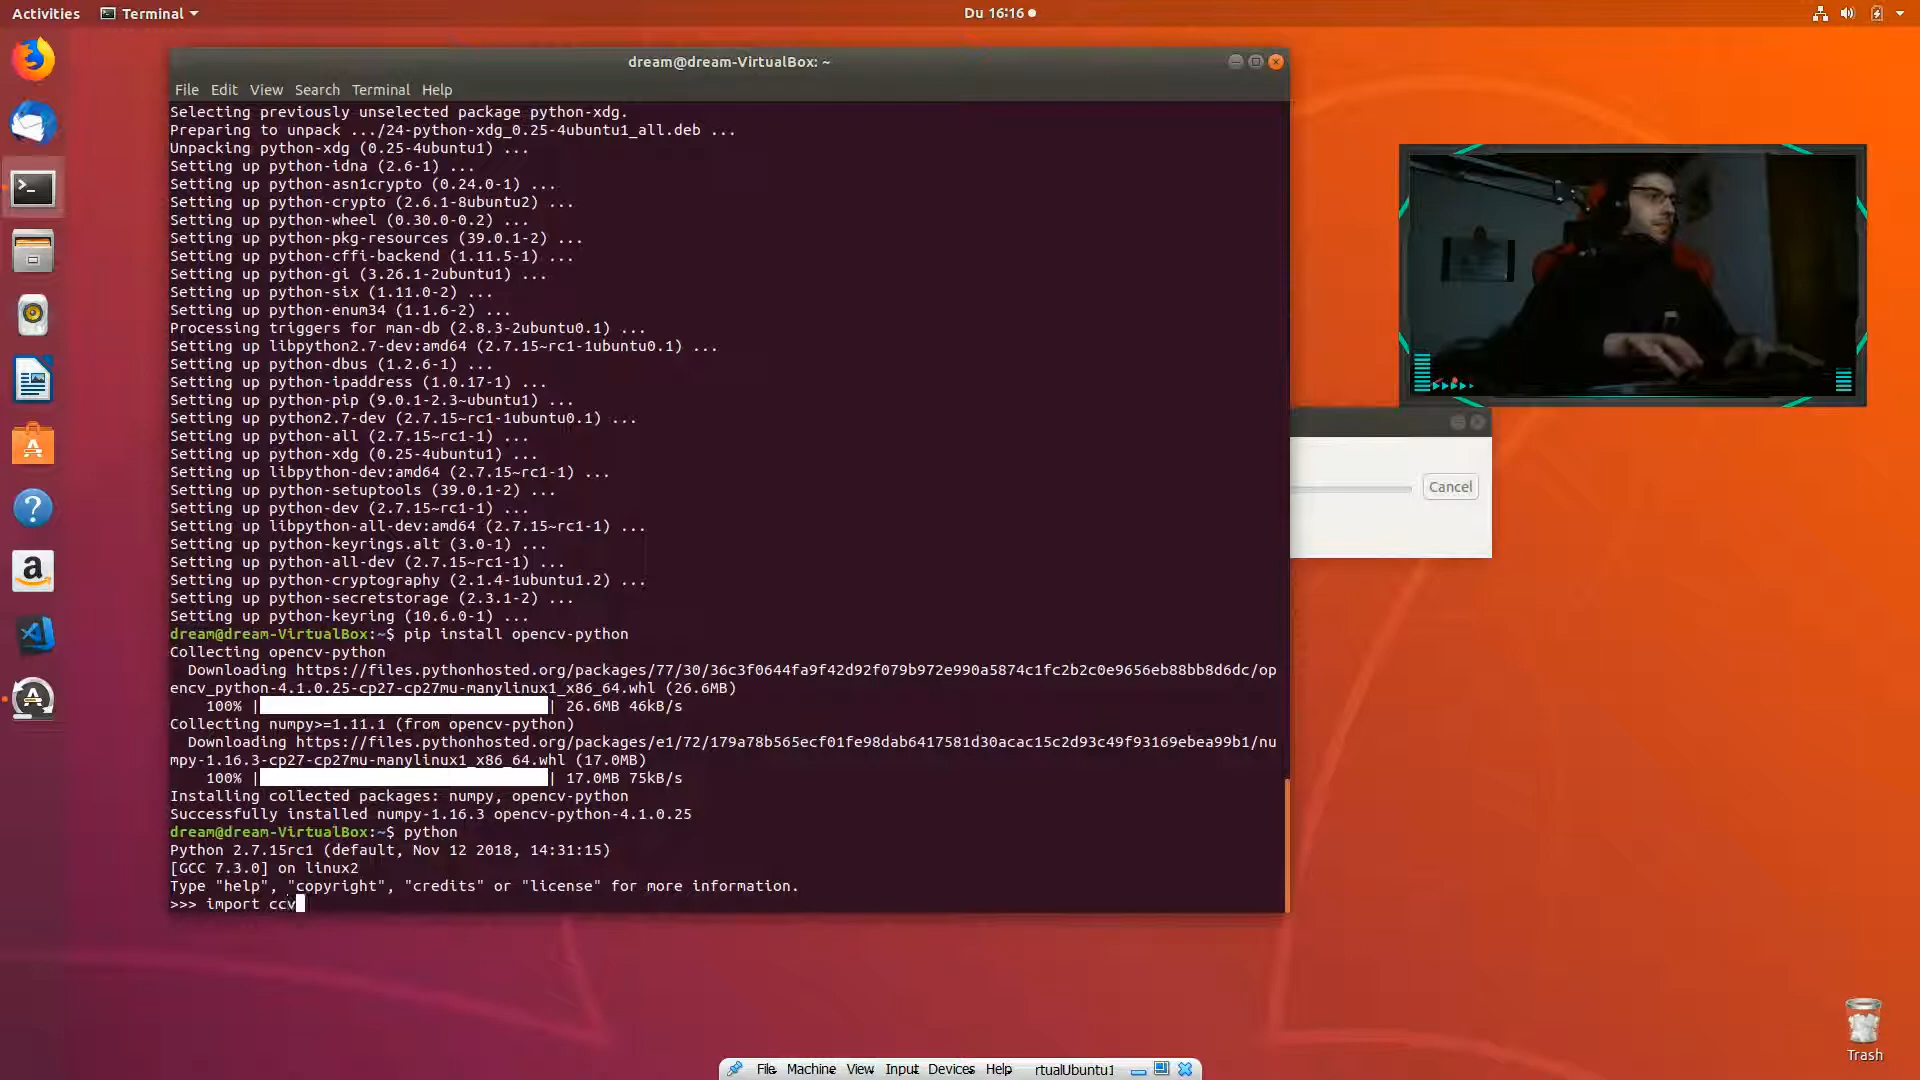 Activities
Terminal
Du 16:16
dream@dream-VirtualBox: ~
File Edit View Search Terminal Help
Selecting previously unselected package python-xdg.
Preparing to unpack .../24-python-xdg_0.25-4ubuntu1_all.deb ...
Unpacking python-xdg (0.25-4ubuntu1) ...
Setting up python-idna (2.6-1) ...
Setting up python-asn1crypto (0.24.0-1) ...
Setting up python-crypto (2.6.1-8ubuntu2) ...
Setting up python-wheel (0.30.0-0.2) ...
Setting up python-pkg-resources (39.0.1-2) ...
Setting up python-cffi-backend (1.11.5-1) ...
Setting up python-gi (3.26.1-2ubuntu1) ...
Setting up python-six (1.11.0-2) ...
Setting up python-enum34 (1.1.6-2) ...
Processing triggers for man-db (2.8.3-2ubuntu0.1) ...
Setting up libpython2.7-dev:amd64 (2.7.15~rc1-1ubuntu0.1) ...
Setting up python-dbus (1.2.6-1) ...
Setting up python-ipaddress (1.0.17-1) ...
Setting up python-pip (9.0.1-2.3~ubuntu1) ...
Setting up python2.7-dev (2.7.15~rc1-1ubuntu0.1) ...
Setting up python-all (2.7.15~rc1-1) ...
Setting up python-xdg (0.25-4ubuntu1) ...
Setting up libpython-dev:amd64 (2.7.15~rc1-1) ...
Setting up python-setuptools (39.0.1-2) ...
Setting up python-dev (2.7.15~rc1-1) ...
Setting up libpython-all-dev:amd64 (2.7.15~rc1-1) ...
Setting up python-keyrings.alt (3.0-1) ...
Setting up python-all-dev (2.7.15~rc1-1) ...
Setting up python-cryptography (2.1.4-1ubuntu1.2) ...
Setting up python-secretstorage (2.3.1-2) ...
Setting up python-keyring (10.6.0-1) ...
dream@dream-VirtualBox:~$ pip install opencv-python
Collecting opencv-python
Downloading https://files.pythonhosted.org/packages/77/30/36c3f0644fa9f42d92f079b972e990a5874c1fc2b2c0e9656eb88bb8d6dc/op
encv_python-4.1.0.25-cp27-cp27mu-manylinux1_x86_64.whl (26.6MB)
100% | | 26.6MB 46kB/s
Collecting numpy>=1.11.1 (from opencv-python)
Downloading https://files.pythonhosted.org/packages/e1/72/179a78b565ecf01fe98dab6417581d30acac15c2d93c49f93169ebea99b1/nu
mpy-1.16.3-cp27-cp27mu-manylinux1_x86_64.whl (17.0MB)
100% | | 17.0MB 75kB/s
Installing collected packages: numpy, opencv-python
Successfully installed numpy-1.16.3 opencv-python-4.1.0.25
dream@dream-VirtualBox:~$ python
Python 2.7.15rc1 (default, Nov 12 2018, 14:31:15)
[GCC 7.3.0] on linux2
Type "help", "copyright", "credits" or "license" for more information.
>>> import ccv
Cancel
Trash
File Machine View Input Devices Help rtualUbuntu1